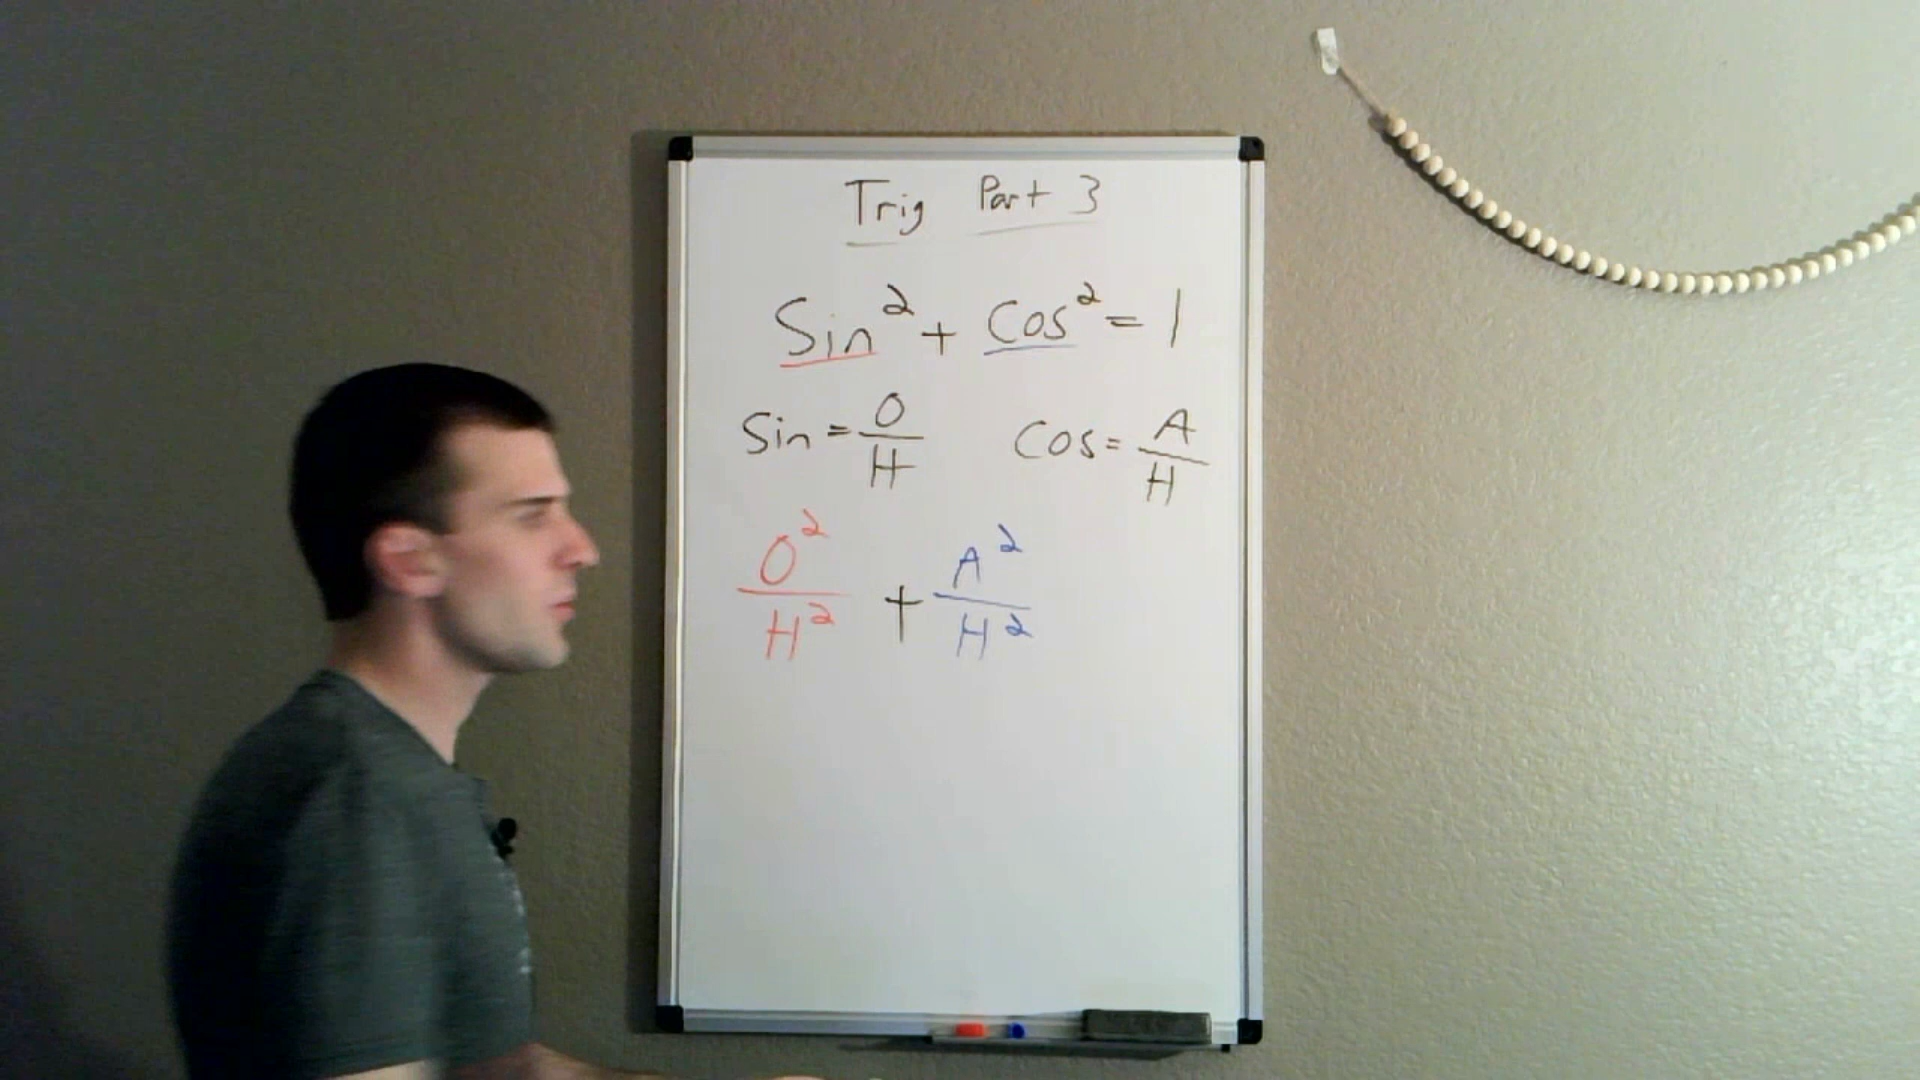 Trig Part 3
Sin² + Cos² = 1
Sin = O/H Cos = A/H
O²/H² + A²/H²